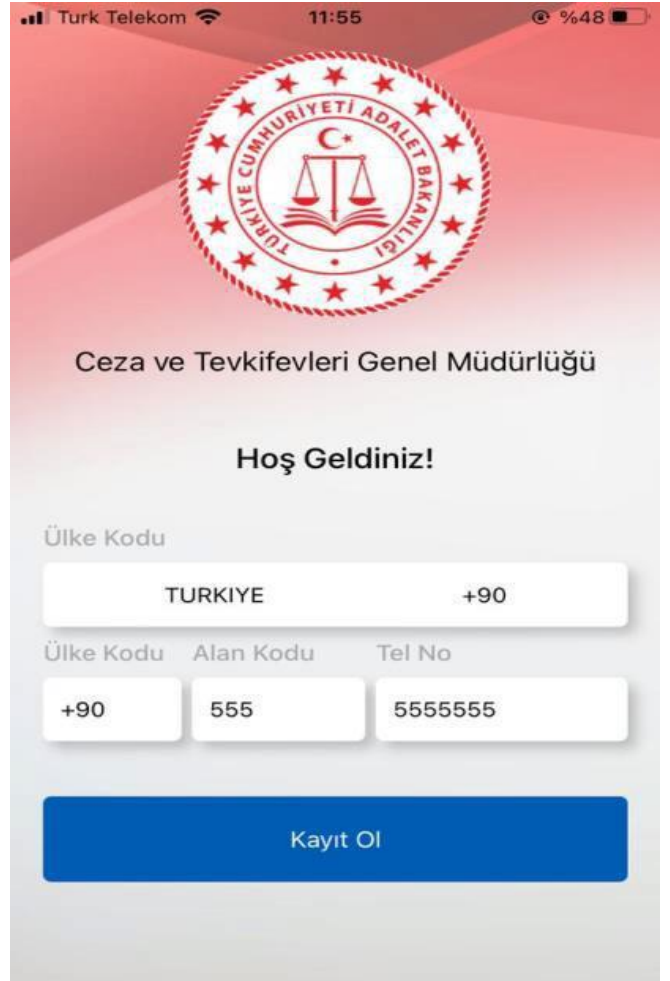 Turk Telekom 11:55 %48
TÜRKİYE CUMHURİYETİ ADALET BAKANLIĞI
Ceza ve Tevkifevleri Genel Müdürlüğü
Hoş Geldiniz!
Ülke Kodu
TURKIYE +90
Ülke Kodu Alan Kodu Tel No
+90 555 5555555
Kayıt Ol